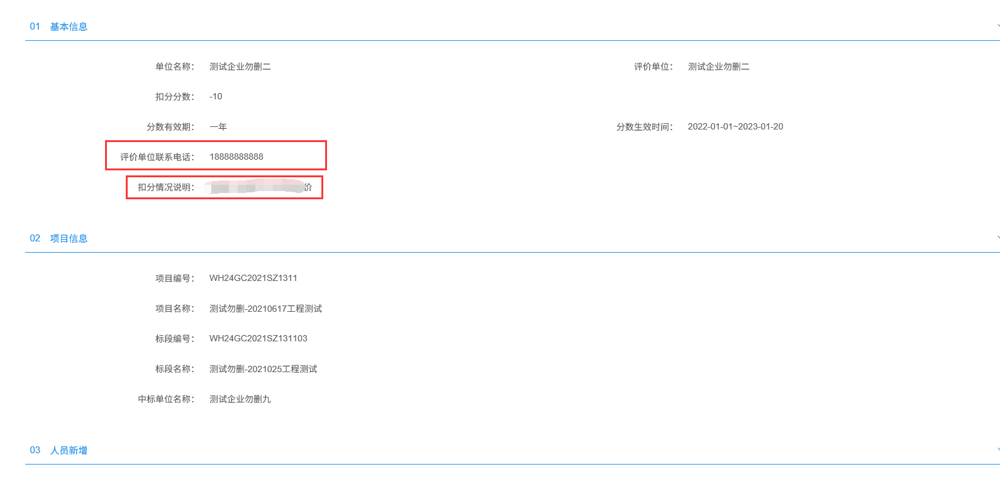 01 基本信息
单位名称： 测试企业勿删二 评价单位： 测试企业勿删二
扣分分数： -10
分数有效期： 一年 分数生效时间： 2022-01-01~2023-01-20
评价单位联系电话： 18888888888
扣分情况说明： 价
02 项目信息
项目编号： WH24GC2021SZ1311
项目名称： 测试勿删-20210617工程测试
标段编号： WH24GC2021SZ131103
标段名称： 测试勿删-2021025工程测试
中标单位名称： 测试企业勿删九
03 人员新增